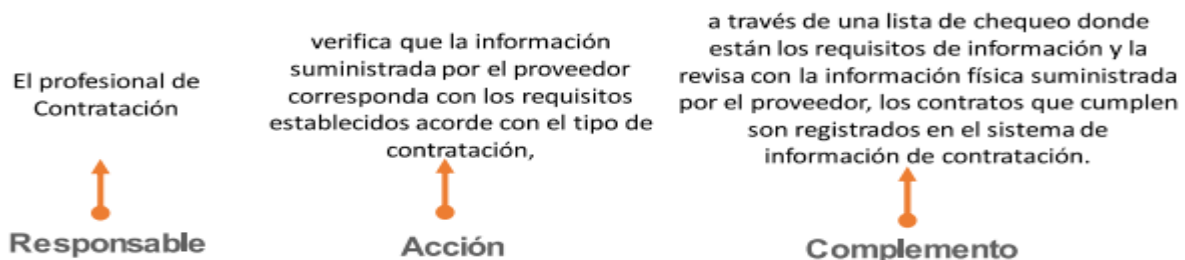 El profesional de
Contratación
verifica que la información
suministrada por el proveedor
corresponda con los requisitos
establecidos acorde con el tipo de
contratación,
a través de una lista de chequeo donde
están los requisitos de información y la
revisa con la información física suministrada
por el proveedor, los contratos que cumplen
son registrados en el sistema de
información de contratación.
Responsable
Acción
Complemento